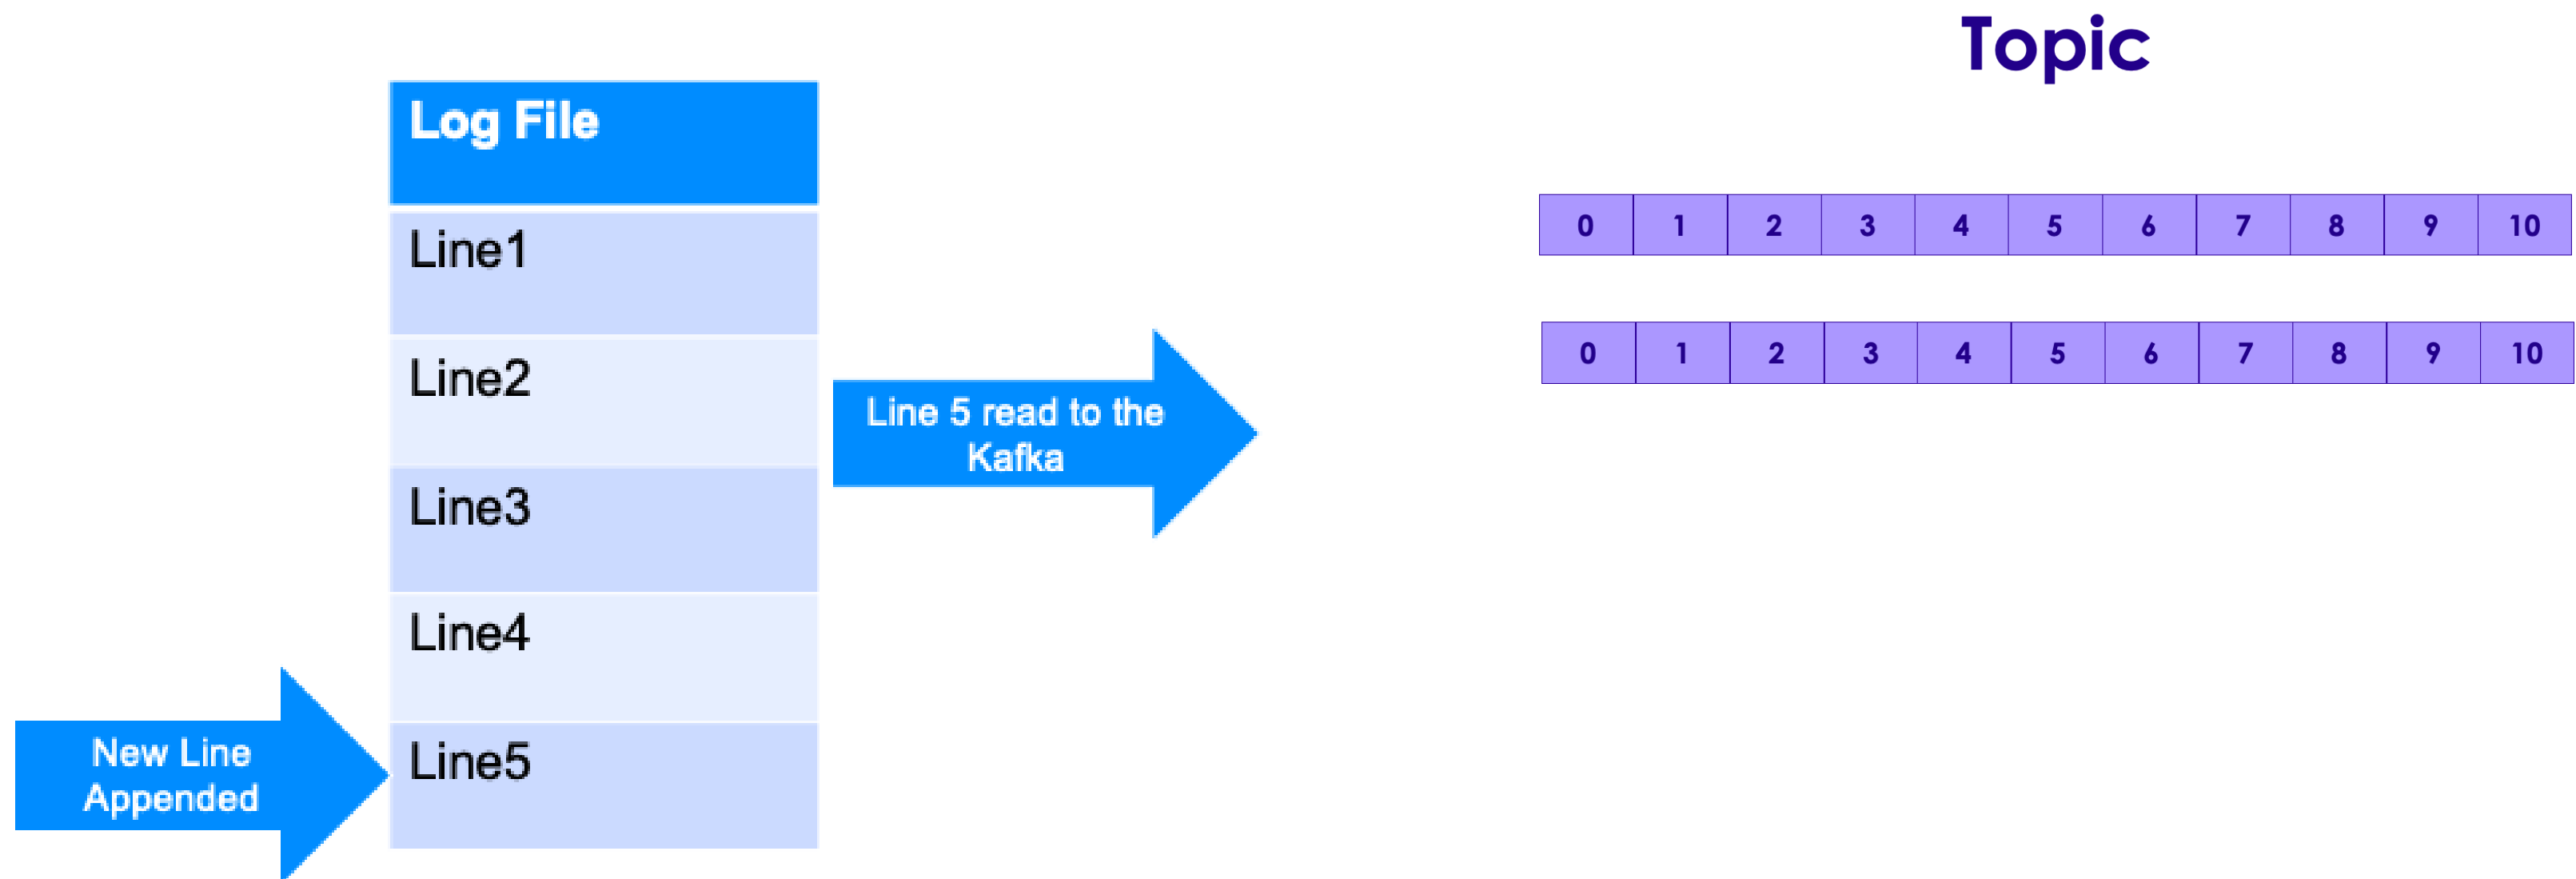 Topic
Log File
Line1
Line2
Line3
Line4
Line5
New Line
Appended
Line 5 read to the
Kafka
0 1 2 3 4 5 6 7 8 9 10
0 1 2 3 4 5 6 7 8 9 10